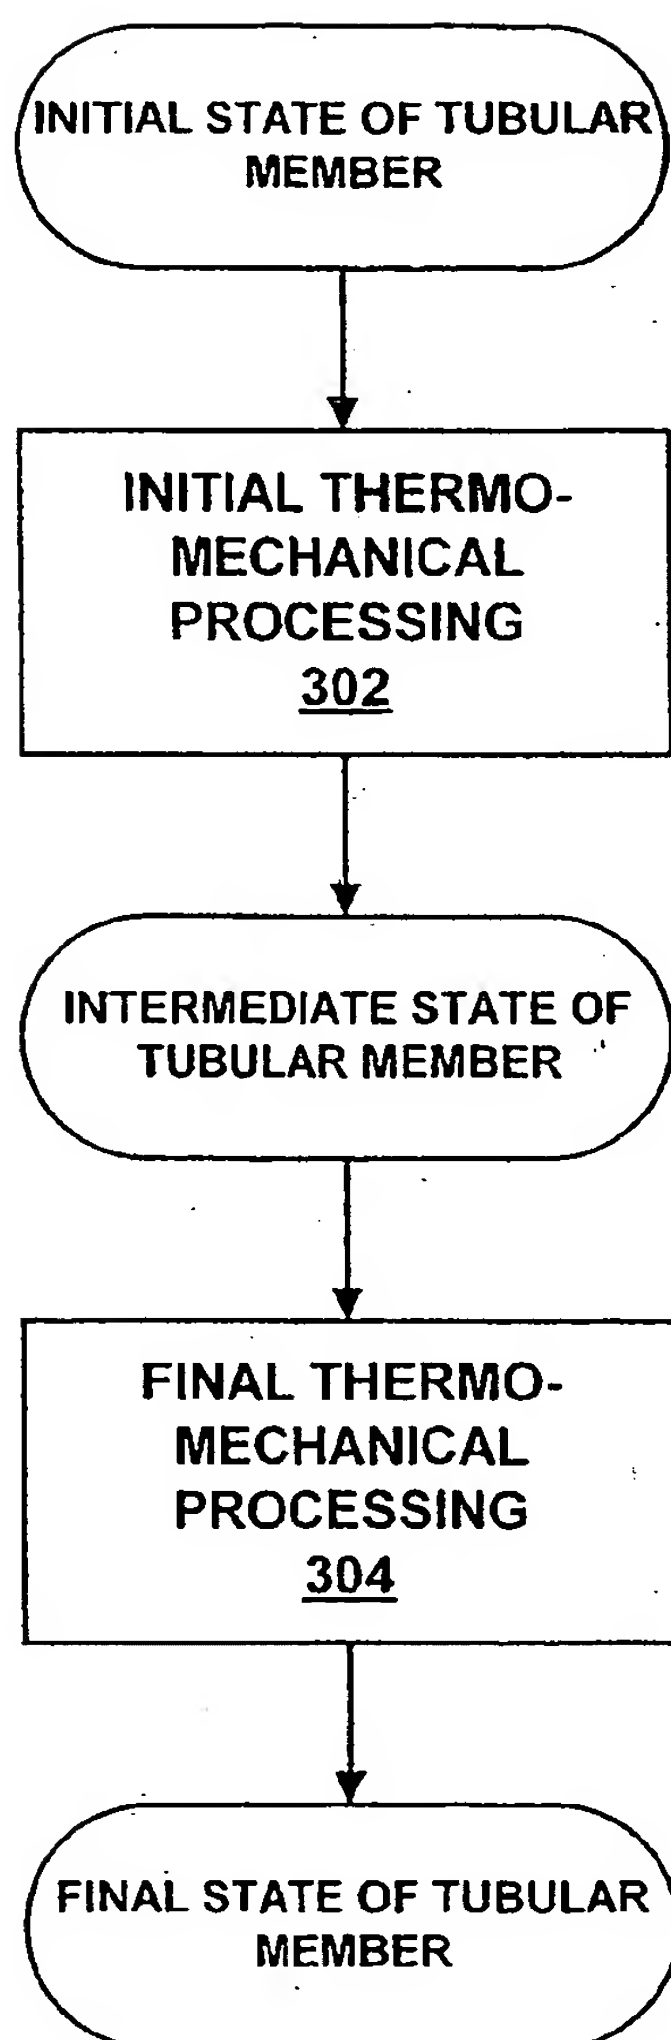 INITIAL STATE OF TUBULAR
MEMBER
INITIAL THERMO-
MECHANICAL
PROCESSING
302
INTERMEDIATE STATE OF
TUBULAR MEMBER
FINAL THERMO-
MECHANICAL
PROCESSING
304
FINAL STATE OF TUBULAR
MEMBER